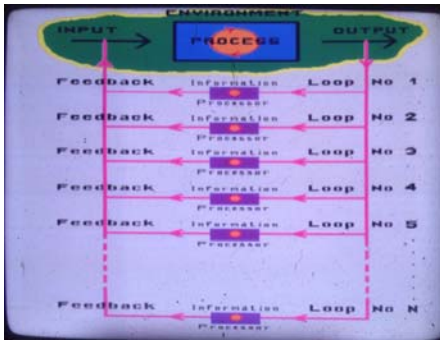 ENVIRONMENT
INPUT PROCESS OUTPUT
Feedback Information Loop No 1
Processor
Feedback Information Loop No 2
Processor
Feedback Information Loop No 3
Processor
Feedback Information Loop No 4
Processor
Feedback Information Loop No 5
Processor
Feedback Information Loop No N
Processor